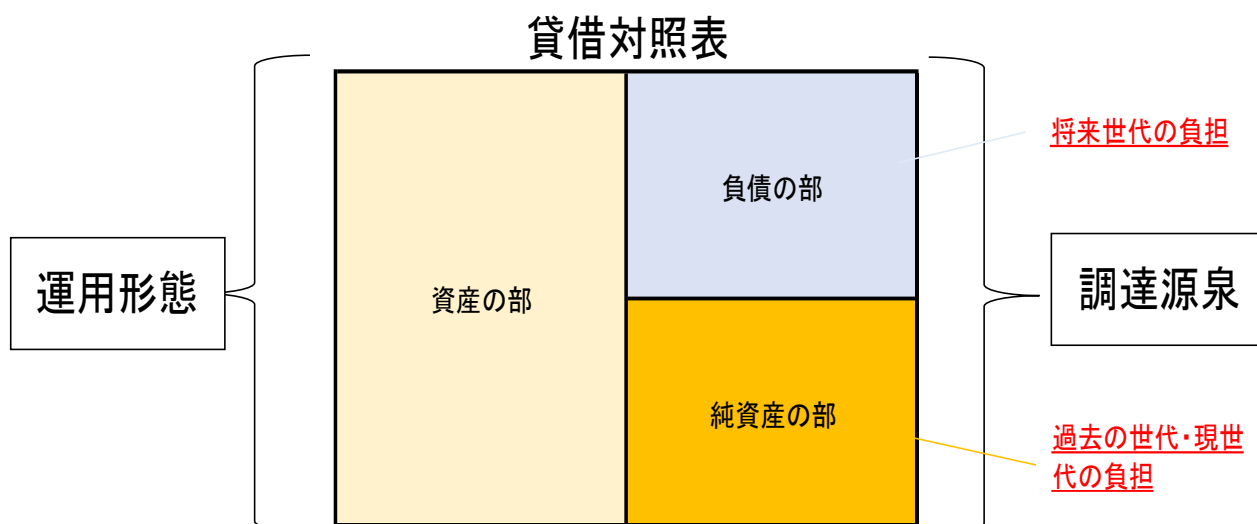 貸借対照表
運用形態
資産の部
負債の部
純資産の部
将来世代の負担
調達源泉
過去の世代・現世
代の負担